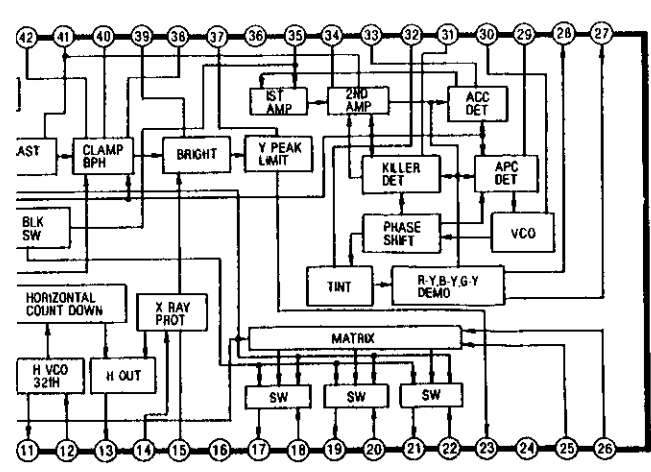 42 41 40 39 38 37 36 35 34 33 32 31 30 29 28 27
1ST
AMP
2ND
AMP
ACC
DET
AST
CLAMP
BPH
BRIGHT
Y PEAK
LIMIT
KILLER
DET
APC
DET
BLK
SW
PHASE
SHIFT
VCO
TINT
R-Y,B-Y,G-Y
DEMO
HORIZONTAL
COUNT DOWN
X RAY
PROT
MATRIX
H VCO
321H
H OUT
SW
SW
SW
11 12 13 14 15 16 17 18 19 20 21 22 23 24 25 26